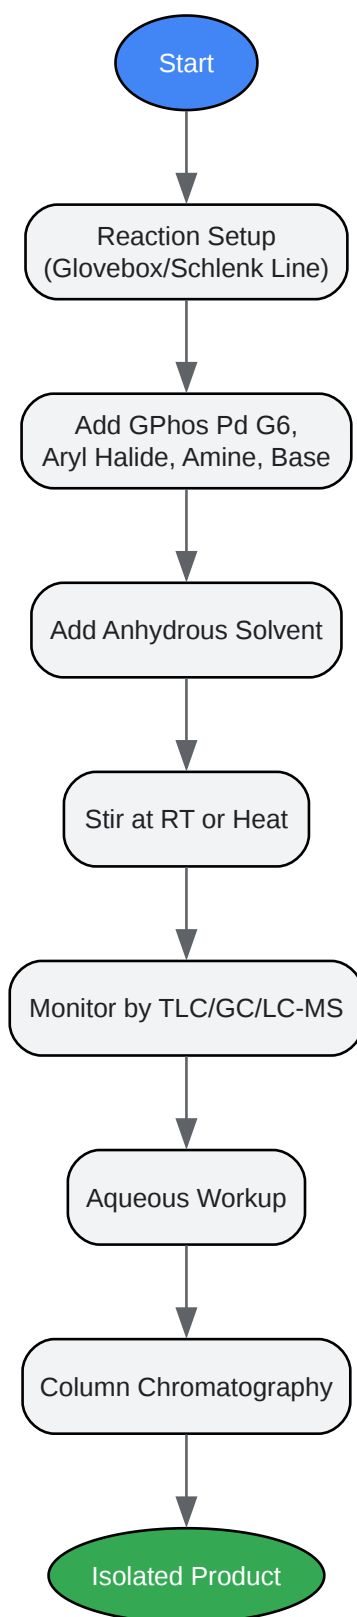 Start
Reaction Setup
(Glovebox/Schlenk Line)
Add GPhos Pd G6,
Aryl Halide, Amine, Base
Add Anhydrous Solvent
Stir at RT or Heat
Monitor by TLC/GC/LC-MS
Aqueous Workup
Column Chromatography
Isolated Product